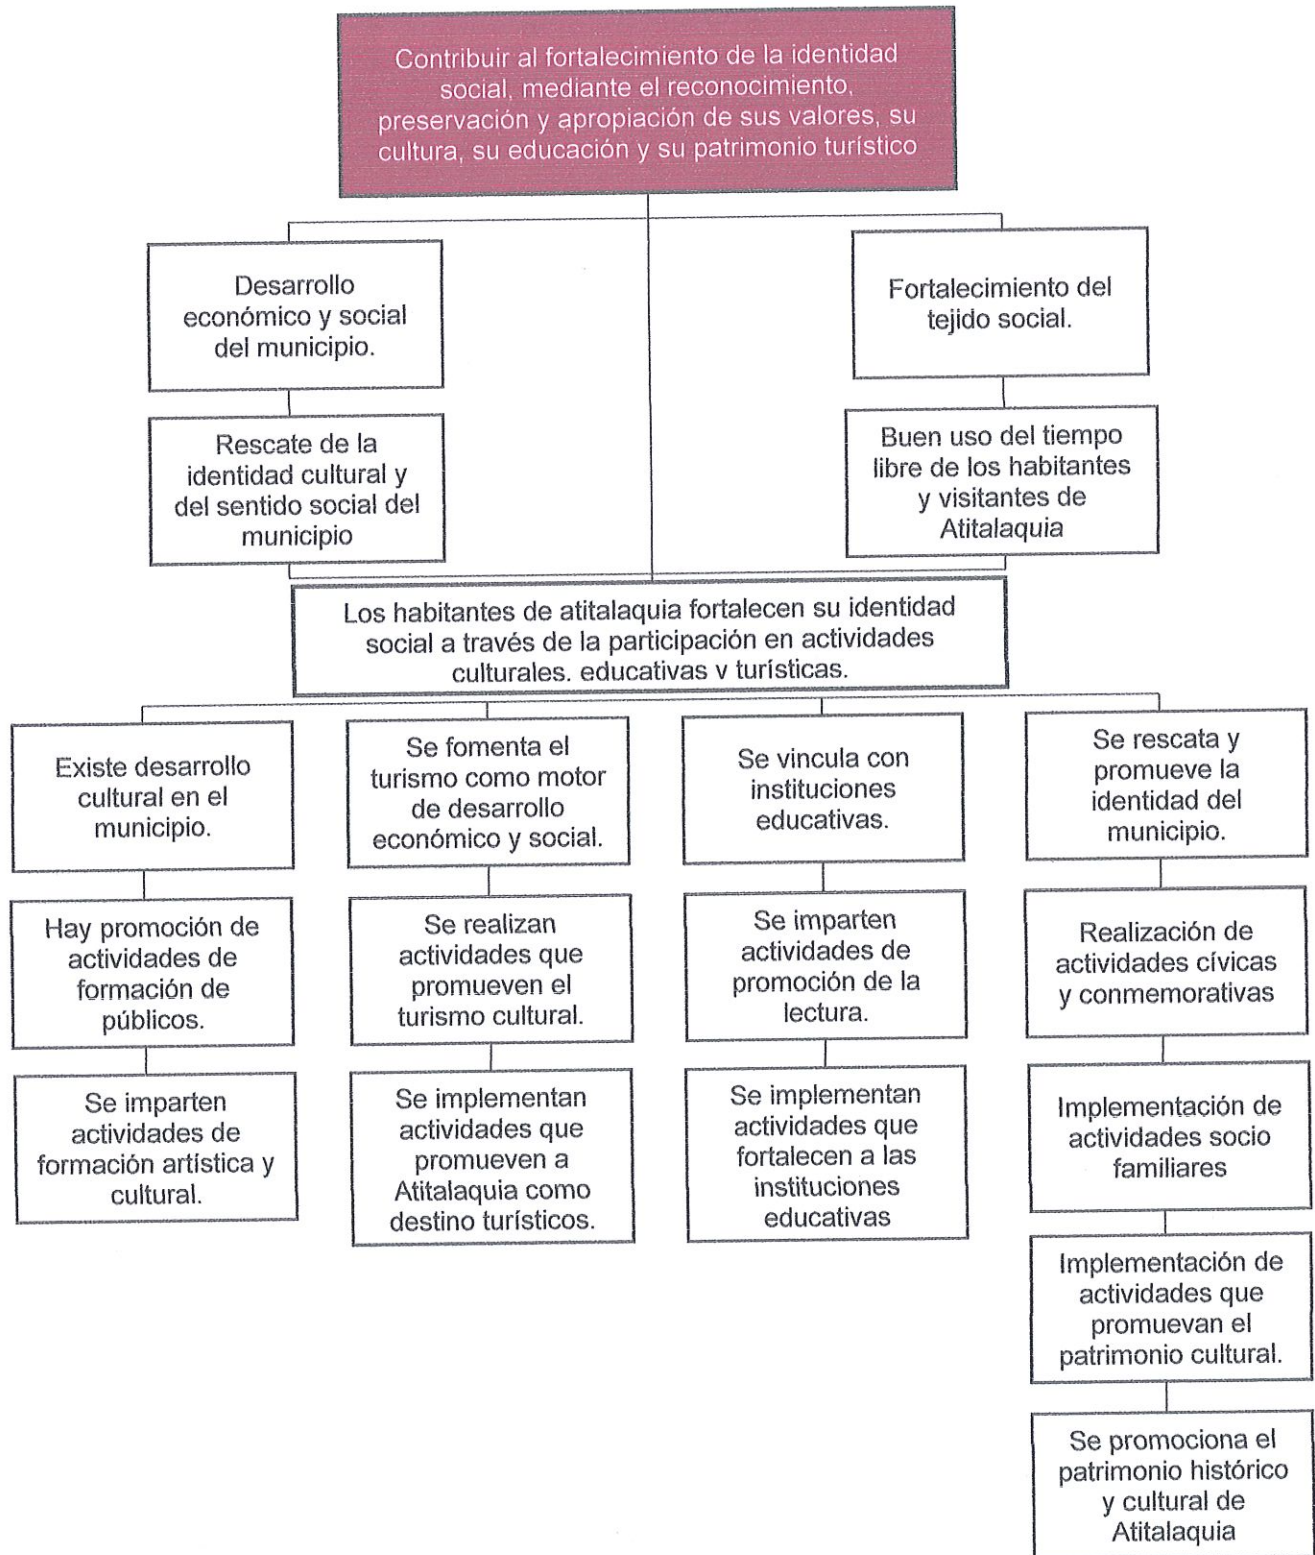 Contribuir al fortalecimiento de la identidad
social, mediante el reconocimiento,
preservación y apropiación de sus valores, su
cultura, su educación y su patrimonio turístico
Desarrollo
económico y social
del municipio.
Fortalecimiento del
tejido social.
Rescate de la
identidad cultural y
del sentido social del
municipio
Buen uso del tiempo
libre de los habitantes
y visitantes de
Atitalaquia
Los habitantes de atitalaquia fortalecen su identidad
social a través de la participación en actividades
culturales. educativas v turísticas.
Existe desarrollo
cultural en el
municipio.
Se fomenta el
turismo como motor
de desarrollo
económico y social.
Se vincula con
instituciones
educativas.
Se rescata y
promueve la
identidad del
municipio.
Hay promoción de
actividades de
formación de
públicos.
Se realizan
actividades que
promueven el
turismo cultural.
Se imparten
actividades de
promoción de la
lectura.
Realización de
actividades cívicas
y conmemorativas
Se imparten
actividades de
formación artística y
cultural.
Se implementan
actividades que
promueven a
Atitalaquia como
destino turísticos.
Se implementan
actividades que
fortalecen a las
instituciones
educativas
Implementación de
actividades socio
familiares
Implementación de
actividades que
promuevan el
patrimonio cultural.
Se promociona el
patrimonio histórico
y cultural de
Atitalaquia